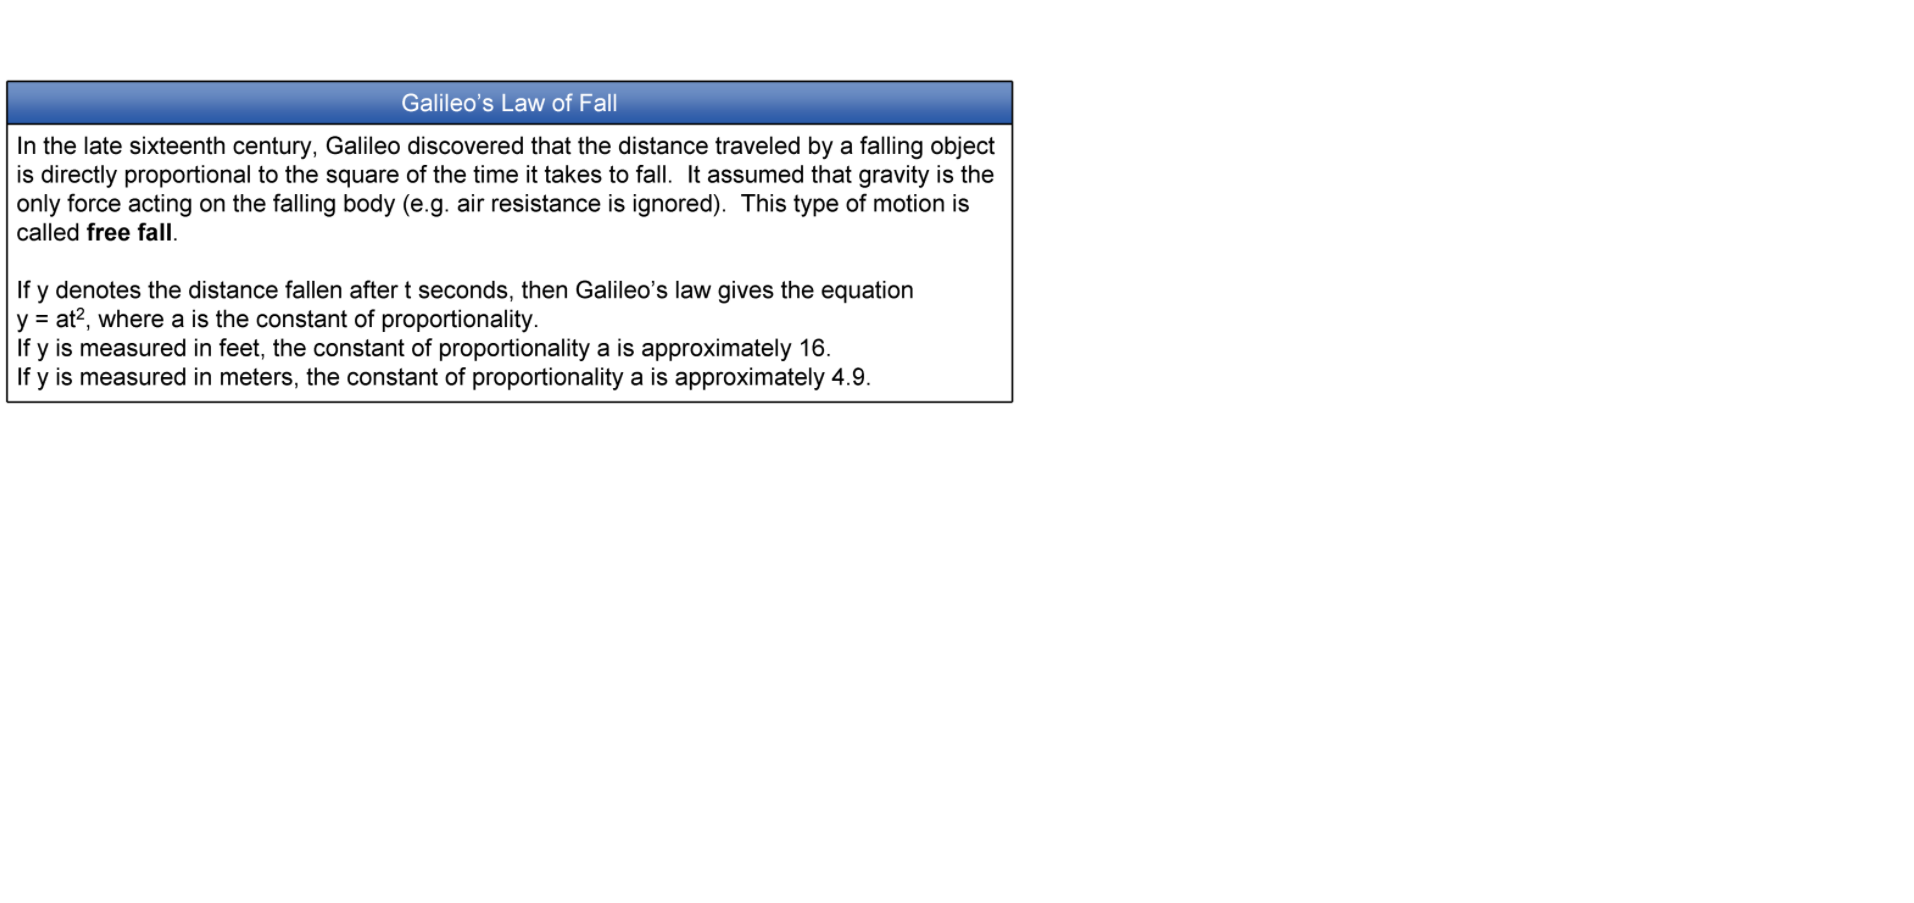 Galileo’s Law of Fall
In the late sixteenth century, Galileo discovered that the distance traveled by a falling object
is directly proportional to the square of the time it takes to fall.  It assumed that gravity is the
only force acting on the falling body (e.g. air resistance is ignored).  This type of motion is
called free fall.
If y denotes the distance fallen after t seconds, then Galileo’s law gives the equation
y = at², where a is the constant of proportionality.
If y is measured in feet, the constant of proportionality a is approximately 16.
If y is measured in meters, the constant of proportionality a is approximately 4.9.